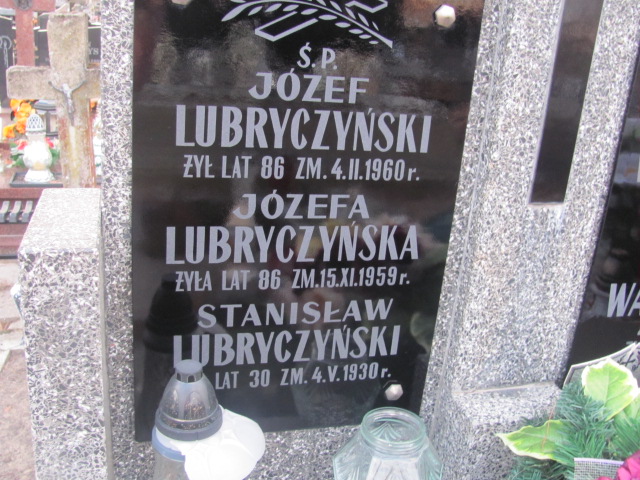 Ś.P.
JÓZEF
LUBRYCZYŃSKI
ŻYŁ LAT 86 ZM. 4.II.1960 r.
JÓZEFA
LUBRYCZYŃSKA
ŻYŁA LAT 86 ZM. 15.XI.1959 r.
STANISŁAW
LUBRYCZYŃSKI
LAT 30 ZM. 4.V.1930 r.
WA